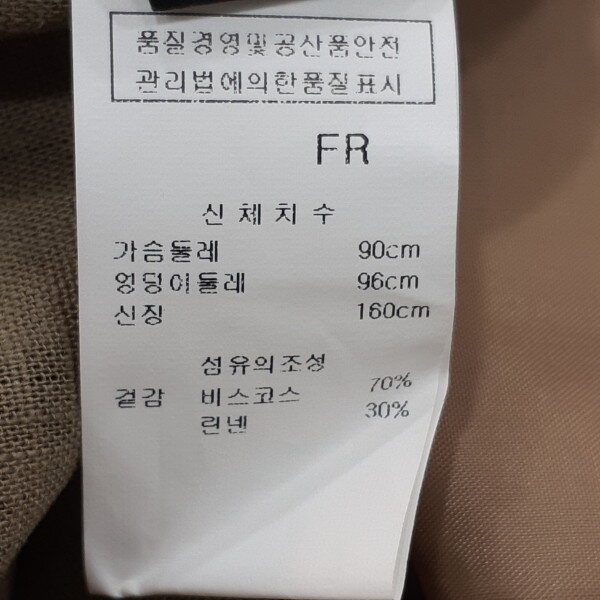 품질경영및공산품안전
관리법에의한품질표시
FR
신체치수
가슴둘레 90cm
엉덩이둘레 96cm
신장 160cm
섬유의조성
겉감 비스코스 70%
린넨 30%